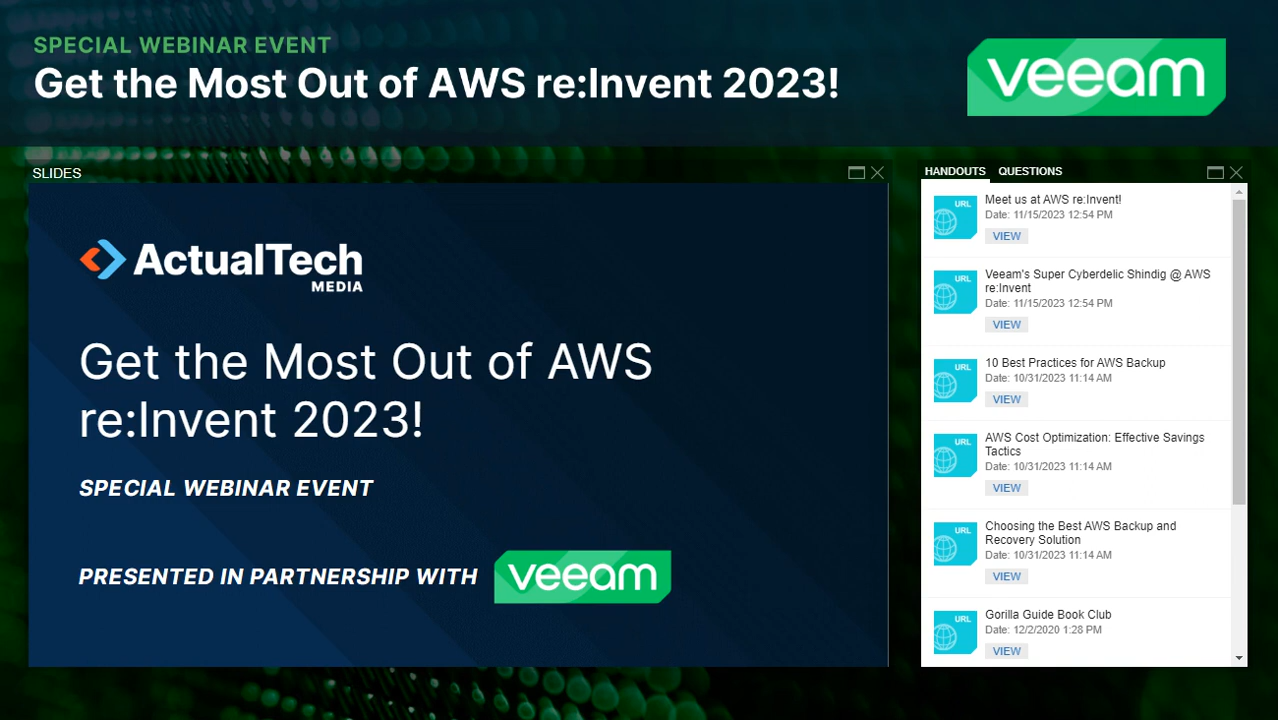 SPECIAL WEBINAR EVENT
Get the Most Out of AWS re:Invent 2023!
veeam
SLIDES
ActualTech
MEDIA
Get the Most Out of AWS
re:Invent 2023!
SPECIAL WEBINAR EVENT
PRESENTED IN PARTNERSHIP WITH veeam
HANDOUTS QUESTIONS
URL
Meet us at AWS re:Invent!
Date: 11/15/2023 12:54 PM
VIEW
URL
Veeam's Super Cyberdelic Shindig @ AWS
re:Invent
Date: 11/15/2023 12:54 PM
VIEW
URL
10 Best Practices for AWS Backup
Date: 10/31/2023 11:14 AM
VIEW
URL
AWS Cost Optimization: Effective Savings
Tactics
Date: 10/31/2023 11:14 AM
VIEW
URL
Choosing the Best AWS Backup and
Recovery Solution
Date: 10/31/2023 11:14 AM
VIEW
URL
Gorilla Guide Book Club
Date: 12/2/2020 1:28 PM
VIEW